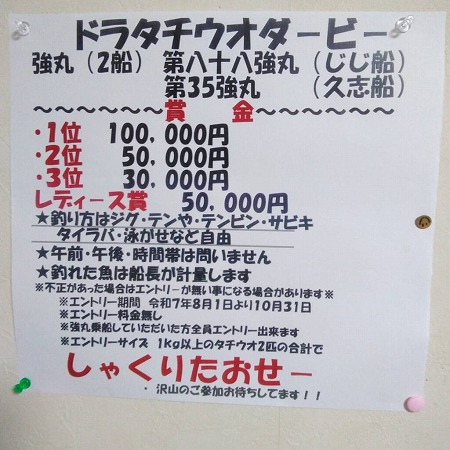 ドラタチウオダービー
強丸（2船） 第八十八強丸（じじ船）
第35強丸 （久志船）
～～～～～～賞 金～～～～～～
・1位 100,000円
・2位 50,000円
・3位 30,000円
レディース賞 50,000円
★釣り方はジグ・テンや・テンビン・サビキ
タイラバ・泳がせなど自由
★午前・午後・時間帯は問いません
★釣れた魚は船長が計量します
※不正があった場合はエントリーが無い事になる場合があります※
※エントリー期間 令和7年8月1日より10月31日
※エントリー料金無し
※強丸乗船していただいた方全員エントリー出来ます
※エントリーサイズ 1kg以上のタチウオ2匹の合計で
しゃくりたおせー
・沢山のご参加お待ちしてます！！